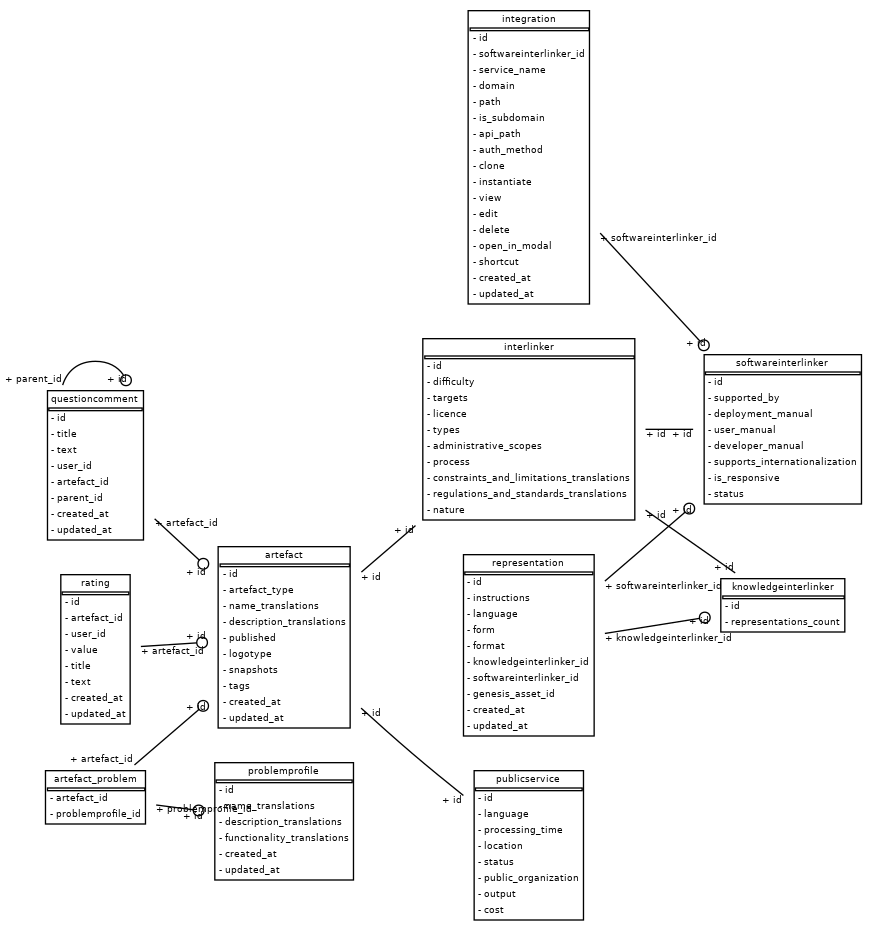 integration
- id
- softwareinterlinker_id
- service_name
- domain
- path
- is_subdomain
- api_path
- auth_method
- clone
- instantiate
- view
- edit
- delete
- open_in_modal
- shortcut
- created_at
- updated_at
+ softwareinterlinker_id
+ id
interlinker
- id
- difficulty
- targets
- licence
- types
- administrative_scopes
- process
- constraints_and_limitations_translations
- regulations_and_standards_translations
- nature
softwareinterlinker
- id
- supported_by
- deployment_manual
- user_manual
- developer_manual
- supports_internationalization
- is_responsive
- status
+ id
+ id
+ parent_id
+ id
questioncomment
- id
- title
- text
- user_id
- artefact_id
- parent_id
- created_at
- updated_at
+ artefact_id
+ id
+ id
+ id
+ id
+ id
+ id
artefact
- id
- artefact_type
- name_translations
- description_translations
- published
- logotype
- snapshots
- tags
- created_at
- updated_at
representation
- id
- instructions
- language
- form
- format
- knowledgeinterlinker_id
- softwareinterlinker_id
- genesis_asset_id
- created_at
- updated_at
+ softwareinterlinker_id
+ id
+ knowledgeinterlinker_id
knowledgeinterlinker
- id
- representations_count
rating
- id
- artefact_id
- user_id
- value
- title
- text
- created_at
- updated_at
+ id
+ artefact_id
+ id
+ artefact_id
+ id
+ id
artefact_problem
- artefact_id
- problemprofile_id
+ problemprofile_id
+ id
problemprofile
- id
- name_translations
- description_translations
- functionality_translations
- created_at
- updated_at
publicservice
- id
- language
- processing_time
- location
- status
- public_organization
- output
- cost